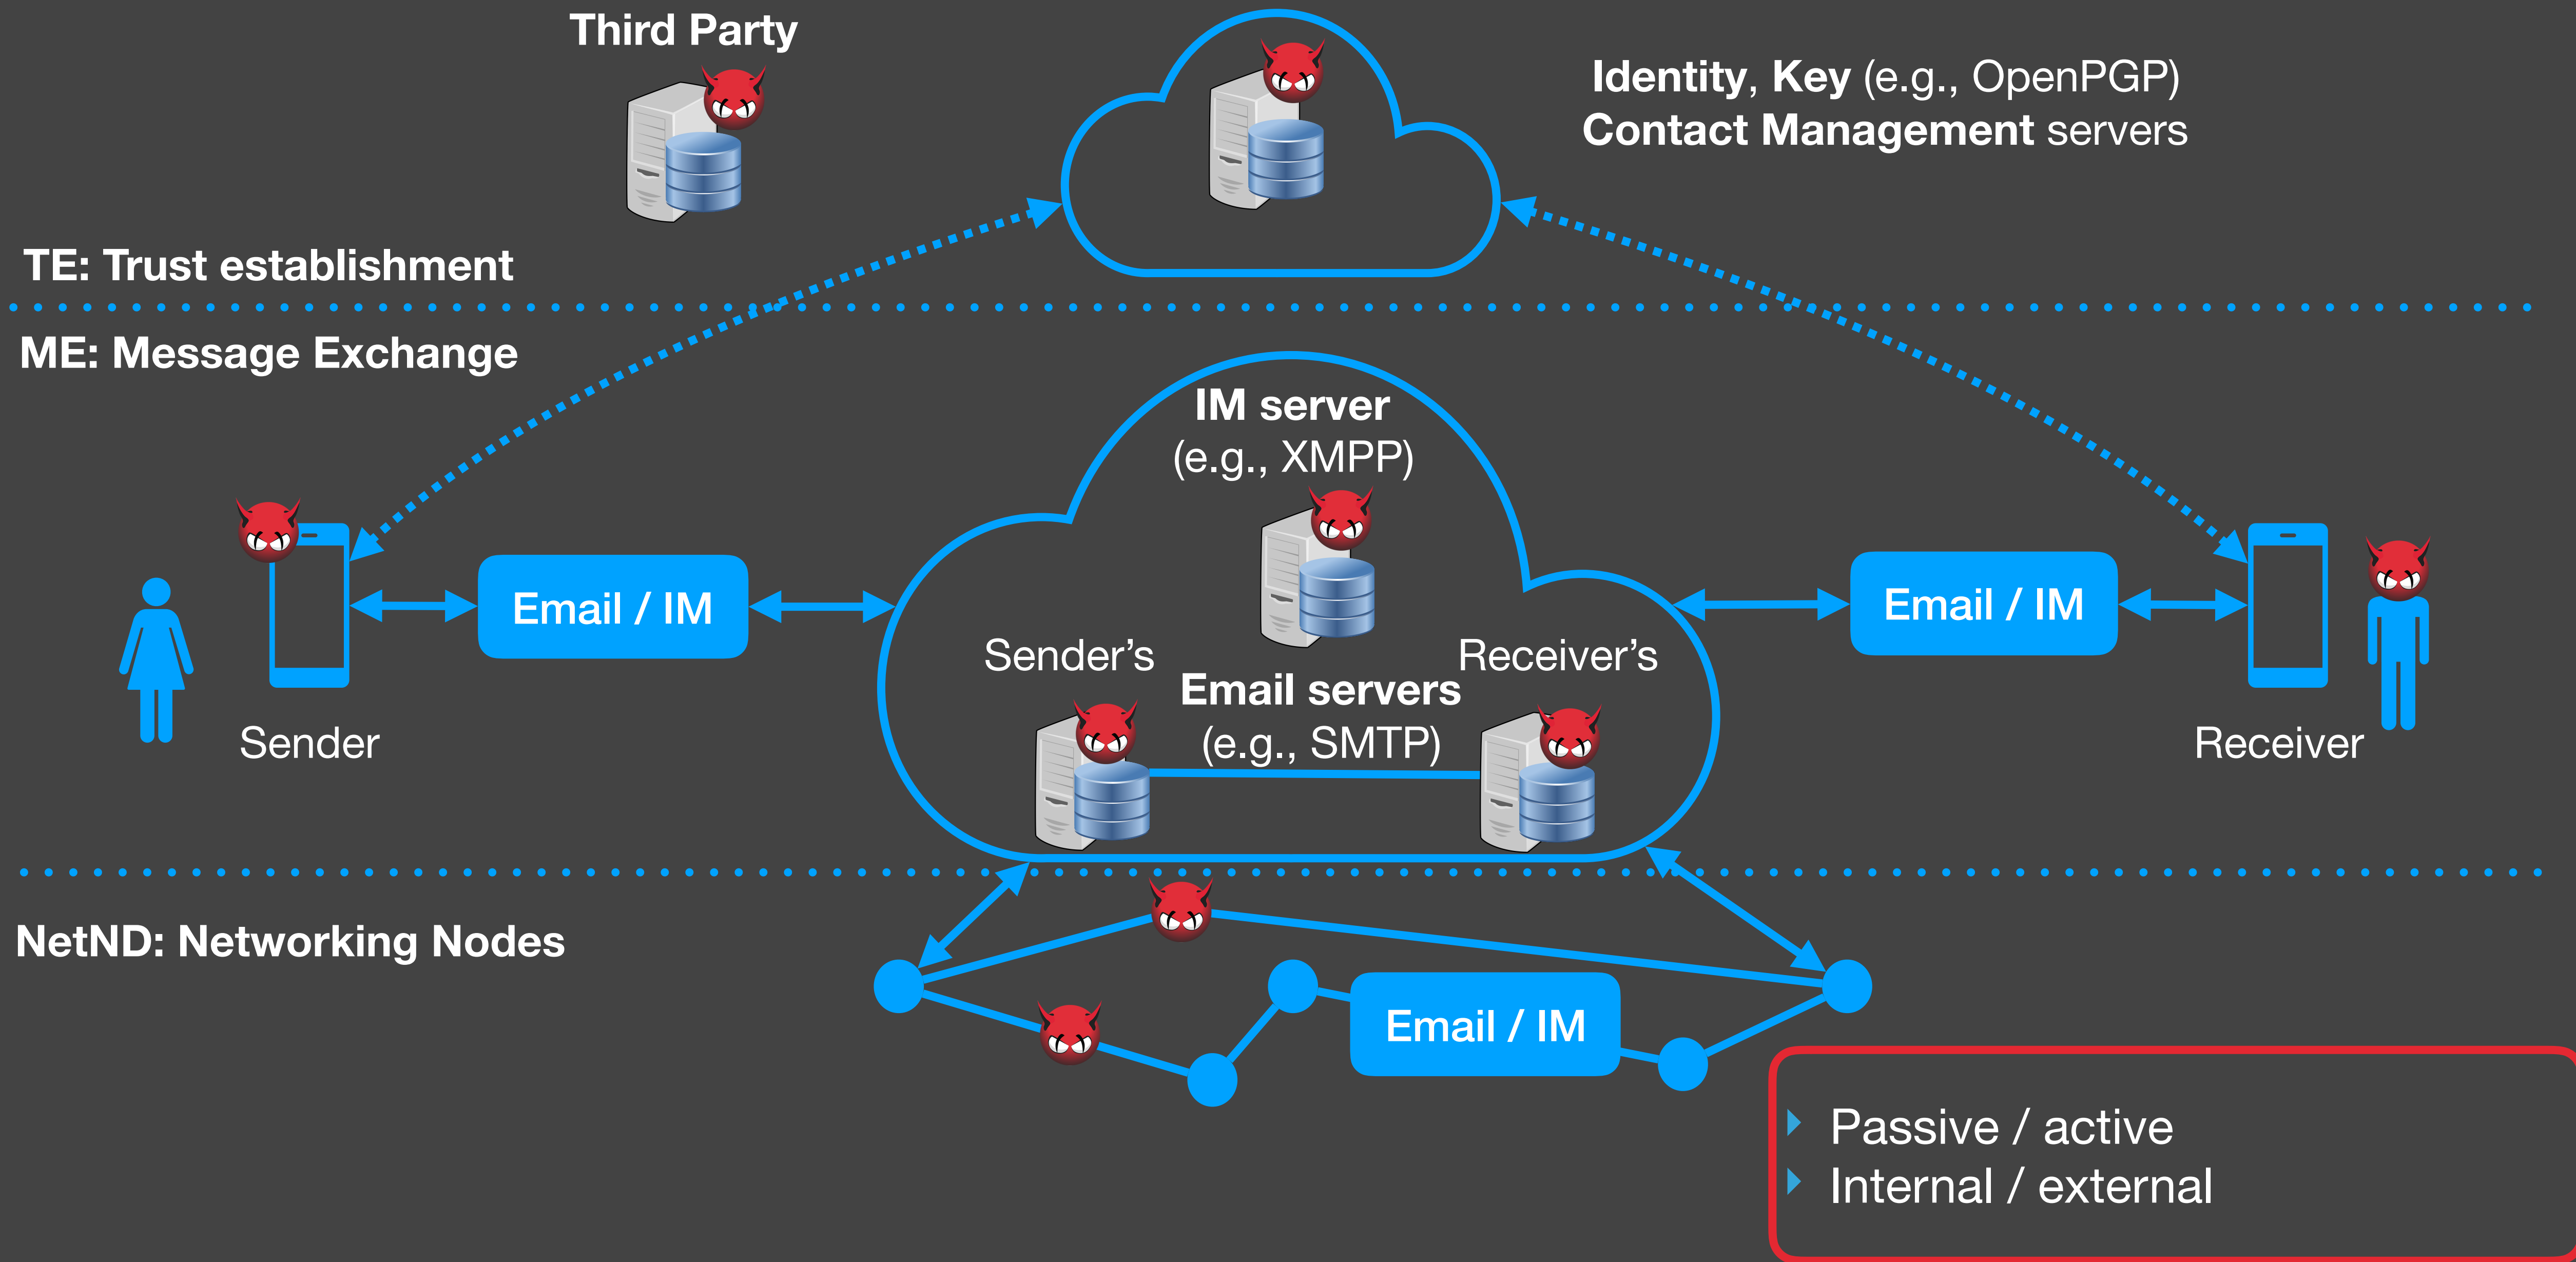 Third Party
Identity, Key (e.g., OpenPGP)
Contact Management servers
TE: Trust establishment
ME: Message Exchange
IM server
(e.g., XMPP)
Email / IM
Email / IM
Sender's
Receiver's
Email servers
(e.g., SMTP)
Sender
Receiver
NetND: Networking Nodes
Email / IM
Passive / active
Internal / external